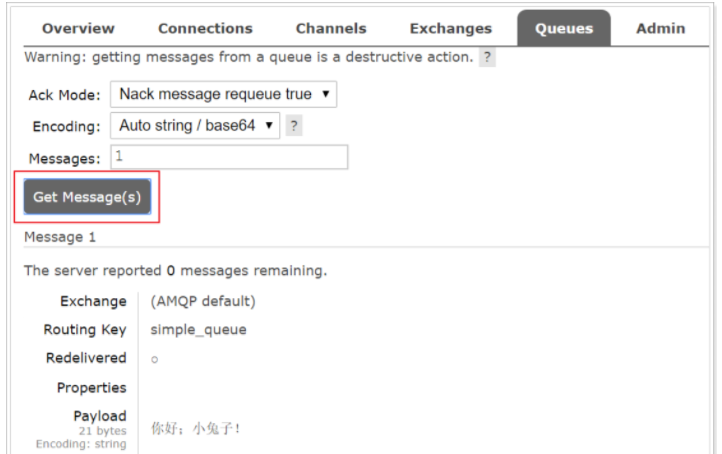 Overview Connections Channels Exchanges Queues Admin
Warning: getting messages from a queue is a destructive action. ?
Ack Mode: Nack message requeue true ▼
Encoding: Auto string / base64 ▼ ?
Messages: 1
Get Message(s)
Message 1
The server reported 0 messages remaining.
Exchange (AMQP default)
Routing Key simple_queue
Redelivered ○
Properties
Payload
21 bytes
Encoding: string
你好；小兔子！